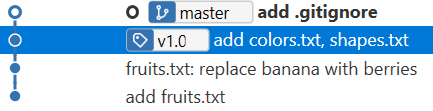 master add .gitignore
v1.0 add colors.txt, shapes.txt
fruits.txt: replace banana with berries
add fruits.txt